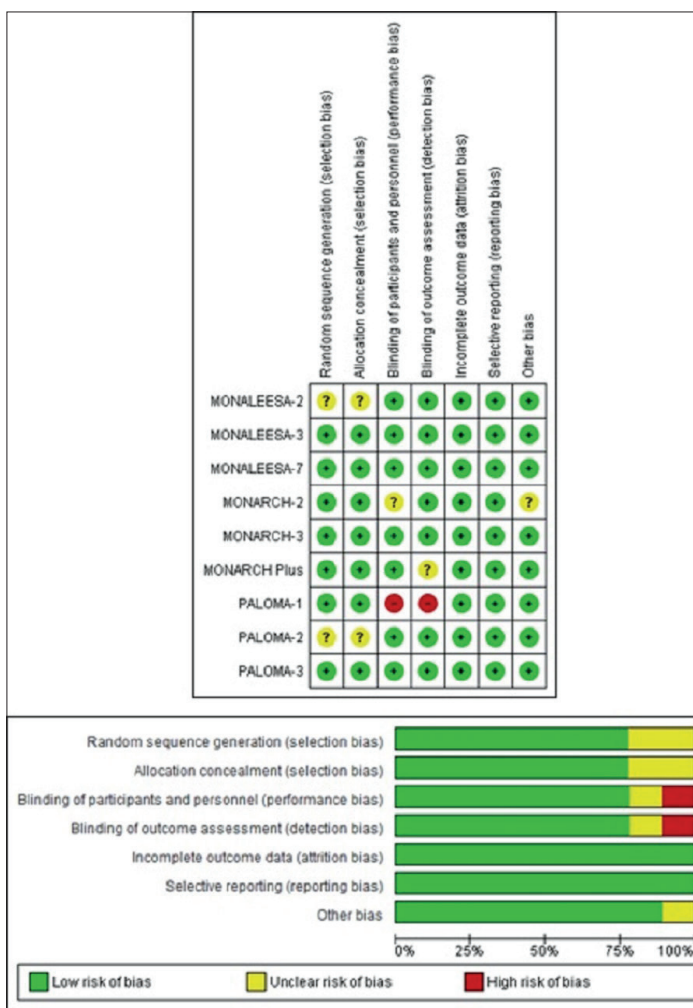 Random sequence generation (selection bias)
Allocation concealment (selection bias)
Blinding of participants and personnel (performance bias)
Blinding of outcome assessment (detection bias)
Incomplete outcome data (attrition bias)
Selective reporting (reporting bias)
Other bias
MONALEESA-2 ? ? + + + + +
MONALEESA-3 + + + + + + +
MONALEESA-7 + + + + + + +
MONARCH-2 + + ? + + + ?
MONARCH-3 + + + + + + +
MONARCH Plus + + + ? + + +
PALOMA-1 + + - - + + +
PALOMA-2 ? ? + + + + +
PALOMA-3 + + + + + + +
Random sequence generation (selection bias)
Allocation concealment (selection bias)
Blinding of participants and personnel (performance bias)
Blinding of outcome assessment (detection bias)
Incomplete outcome data (attrition bias)
Selective reporting (reporting bias)
Other bias
0% 25% 50% 75% 100%
Low risk of bias Unclear risk of bias High risk of bias